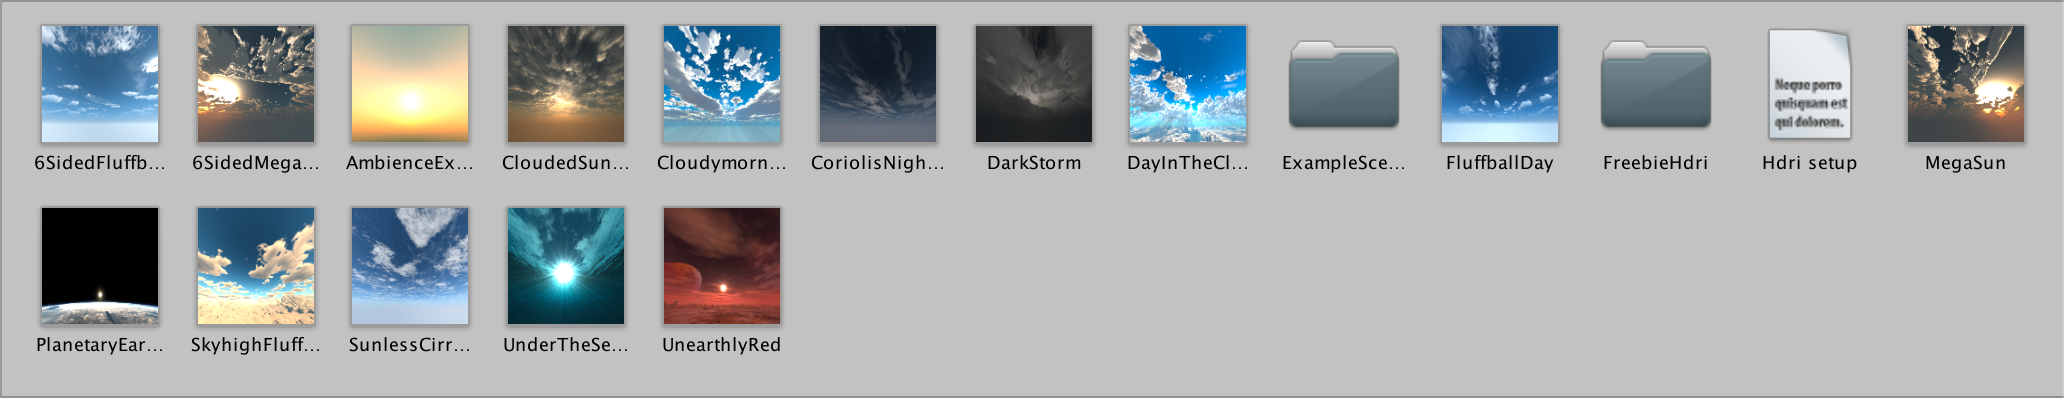 6SidedFluffb...
6SidedMega...
AmbienceEx...
CloudedSun...
Cloudymorn...
CoriolisNigh...
DarkStorm
DayInTheCl...
ExampleSce...
FluffballDay
FreebieHdri
Neque porro
quisquam est
qui dolorem.
Hdri setup
MegaSun
PlanetaryEar...
SkyhighFluff...
SunlessCirr...
UnderTheSe...
UnearthlyRed